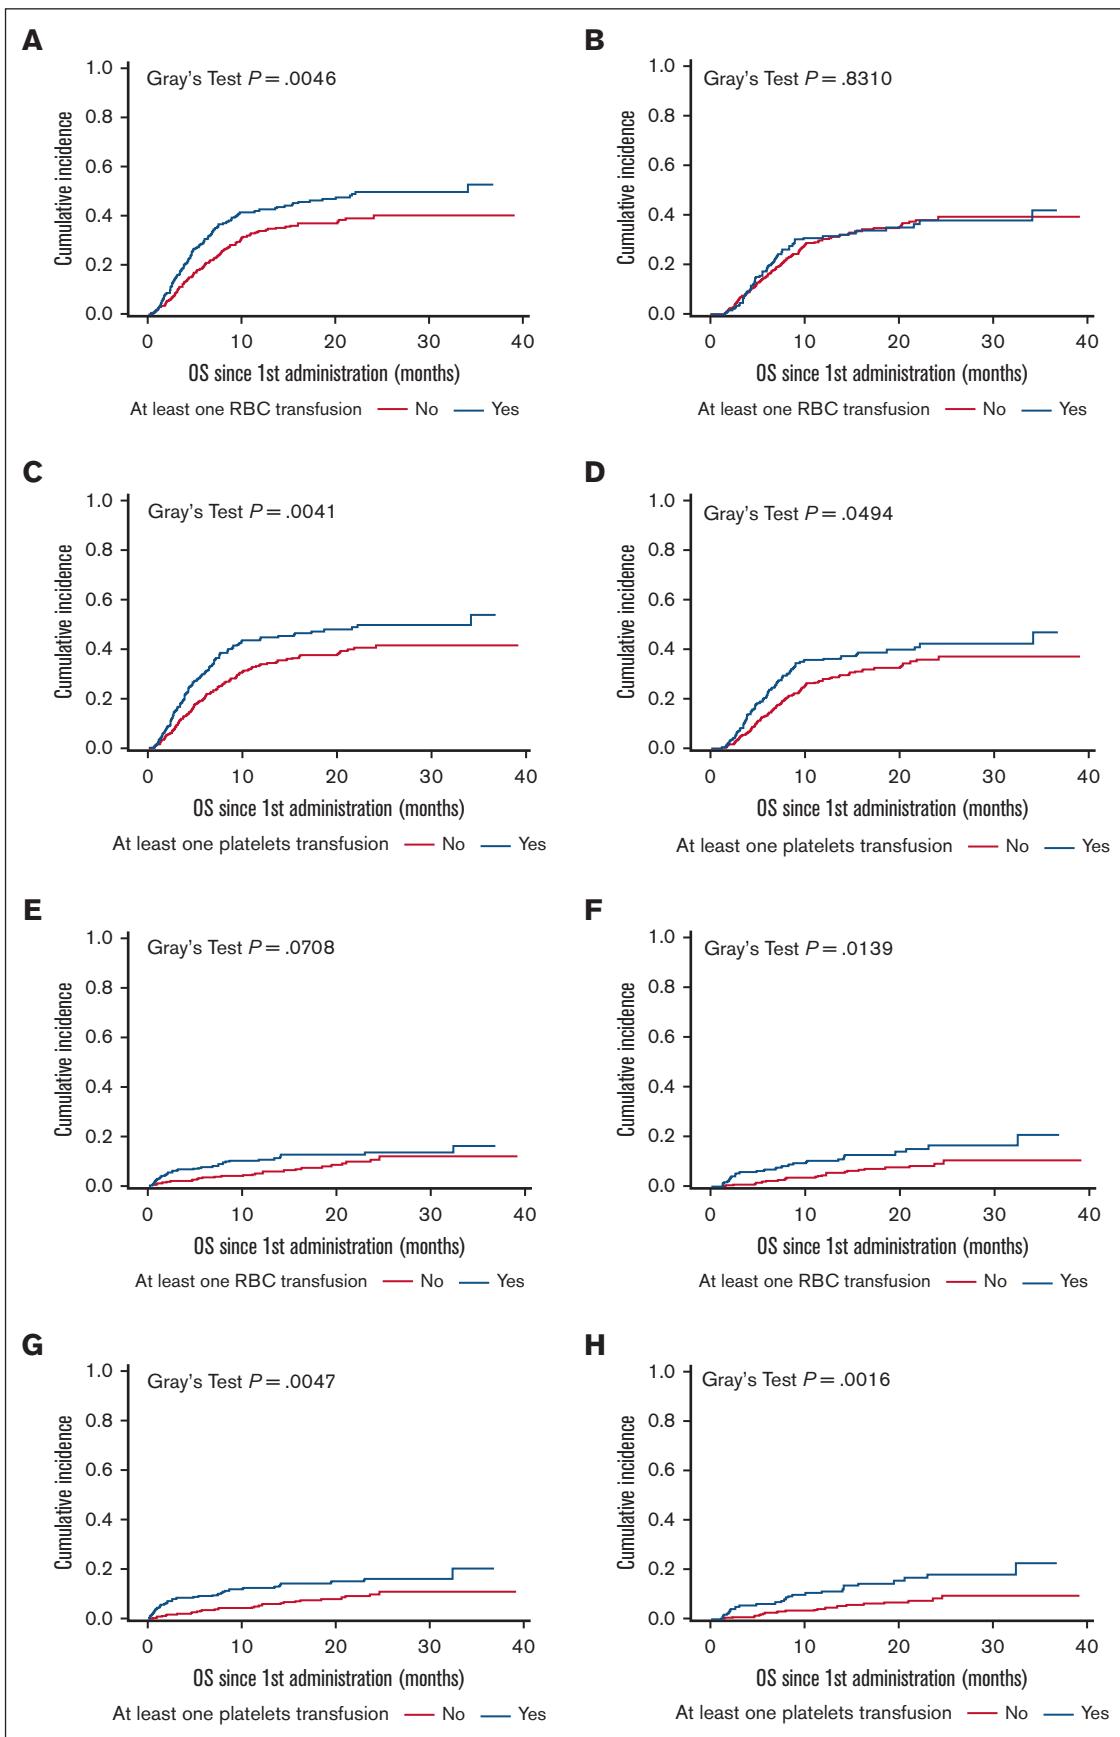 A
Gray's Test P = .0046
Cumulative incidence
1.0
0.8
0.6
0.4
0.2
0.0
0 10 20 30 40
OS since 1st administration (months)
At least one RBC transfusion No Yes
B
Gray's Test P = .8310
Cumulative incidence
1.0
0.8
0.6
0.4
0.2
0.0
0 10 20 30 40
OS since 1st administration (months)
At least one RBC transfusion No Yes
C
Gray's Test P = .0041
Cumulative incidence
1.0
0.8
0.6
0.4
0.2
0.0
0 10 20 30 40
OS since 1st administration (months)
At least one platelets transfusion No Yes
D
Gray's Test P = .0494
Cumulative incidence
1.0
0.8
0.6
0.4
0.2
0.0
0 10 20 30 40
OS since 1st administration (months)
At least one platelets transfusion No Yes
E
Gray's Test P = .0708
Cumulative incidence
1.0
0.8
0.6
0.4
0.2
0.0
0 10 20 30 40
OS since 1st administration (months)
At least one RBC transfusion No Yes
F
Gray's Test P = .0139
Cumulative incidence
1.0
0.8
0.6
0.4
0.2
0.0
0 10 20 30 40
OS since 1st administration (months)
At least one RBC transfusion No Yes
G
Gray's Test P = .0047
Cumulative incidence
1.0
0.8
0.6
0.4
0.2
0.0
0 10 20 30 40
OS since 1st administration (months)
At least one platelets transfusion No Yes
H
Gray's Test P = .0016
Cumulative incidence
1.0
0.8
0.6
0.4
0.2
0.0
0 10 20 30 40
OS since 1st administration (months)
At least one platelets transfusion No Yes